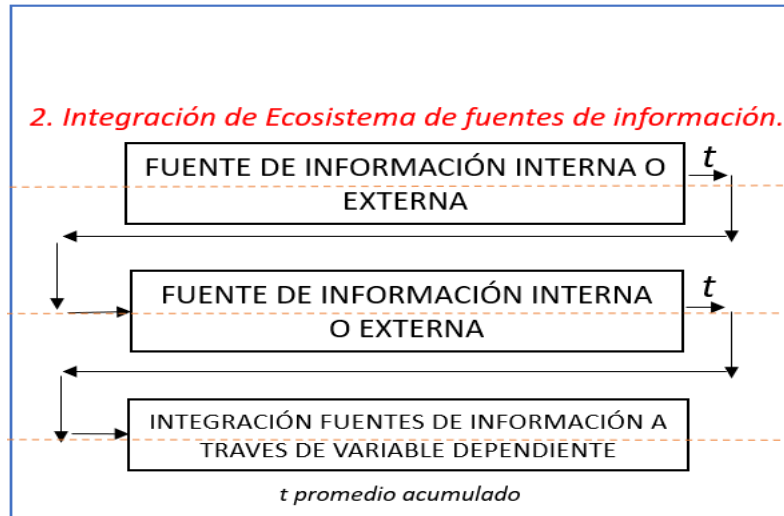 2. Integración de Ecosistema de fuentes de información.
FUENTE DE INFORMACIÓN INTERNA O
EXTERNA
t
FUENTE DE INFORMACIÓN INTERNA
O EXTERNA
t
INTEGRACIÓN FUENTES DE INFORMACIÓN A
TRAVES DE VARIABLE DEPENDIENTE
t promedio acumulado